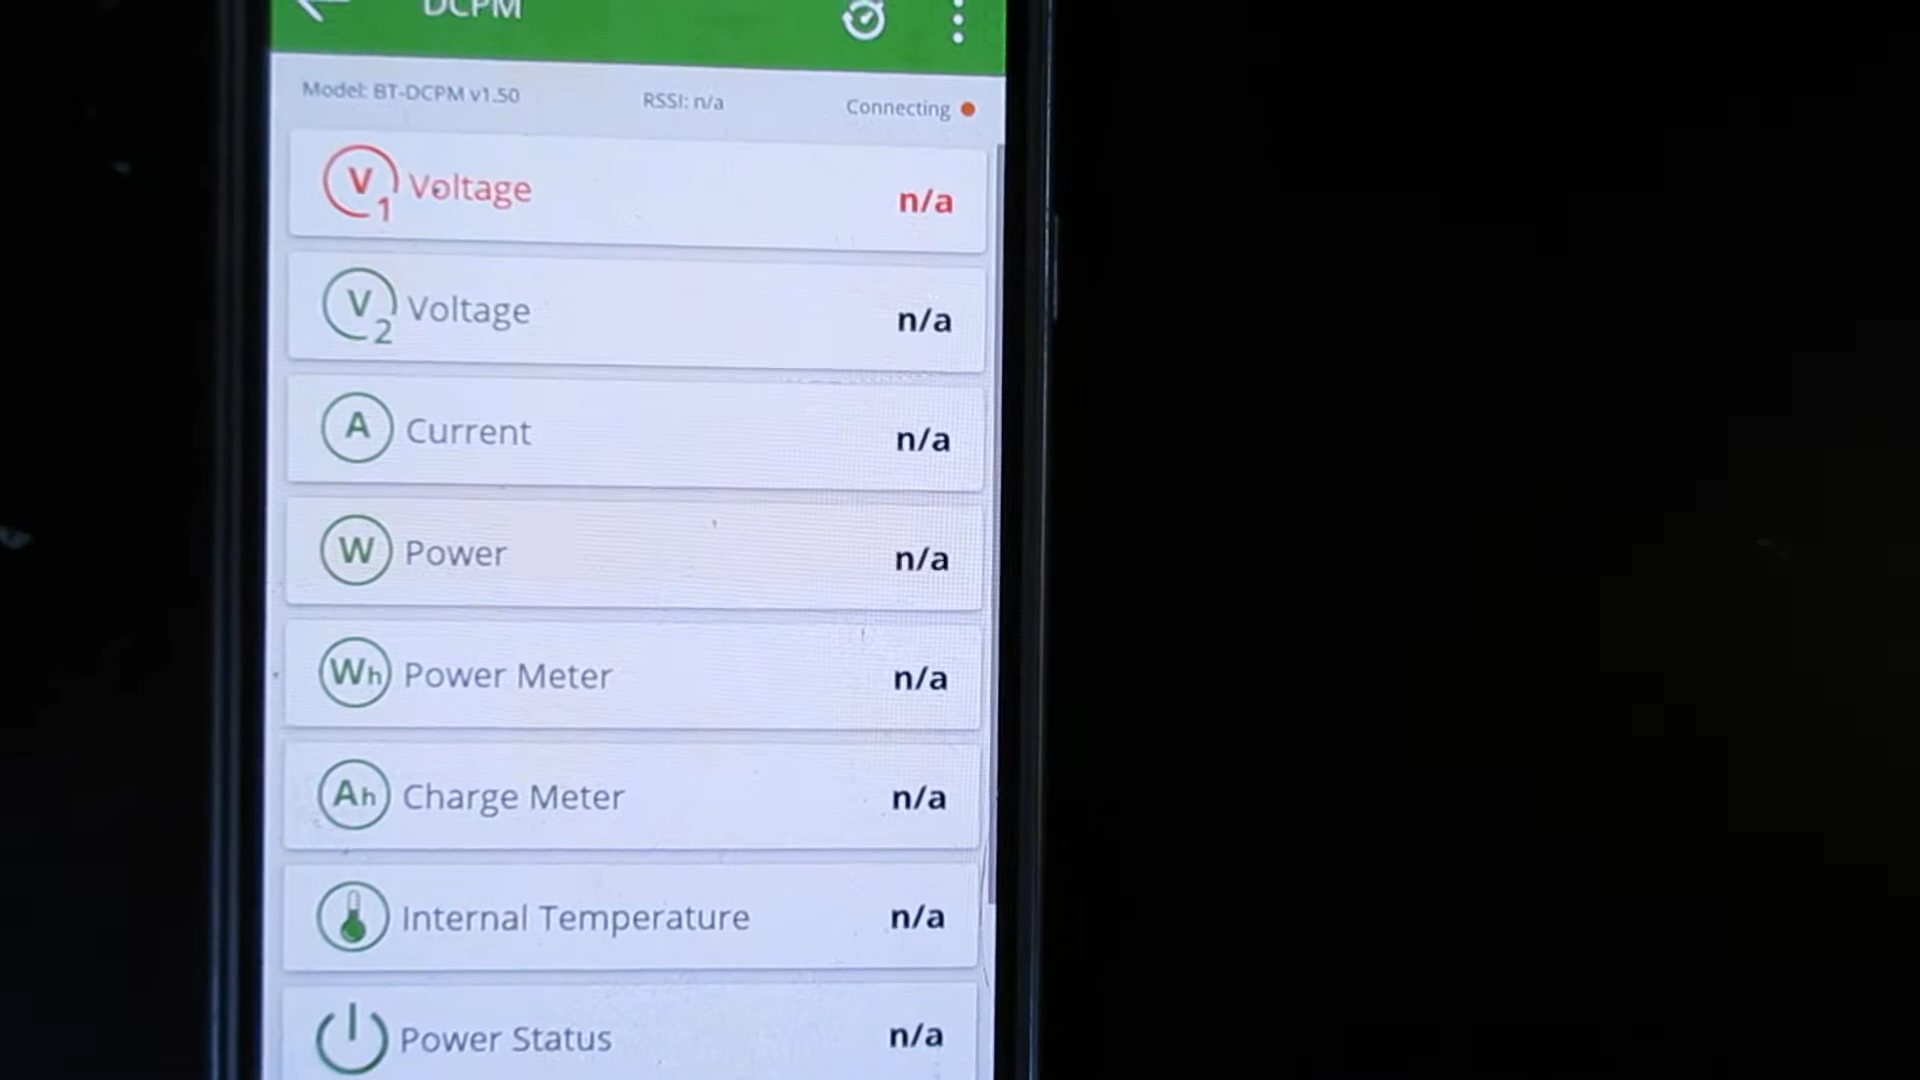 DCPM
Model: BT-DCPM v1.50 RSSI: n/a Connecting
V1 Voltage n/a
V2 Voltage n/a
A Current n/a
W Power n/a
Wh Power Meter n/a
Ah Charge Meter n/a
Internal Temperature n/a
Power Status n/a